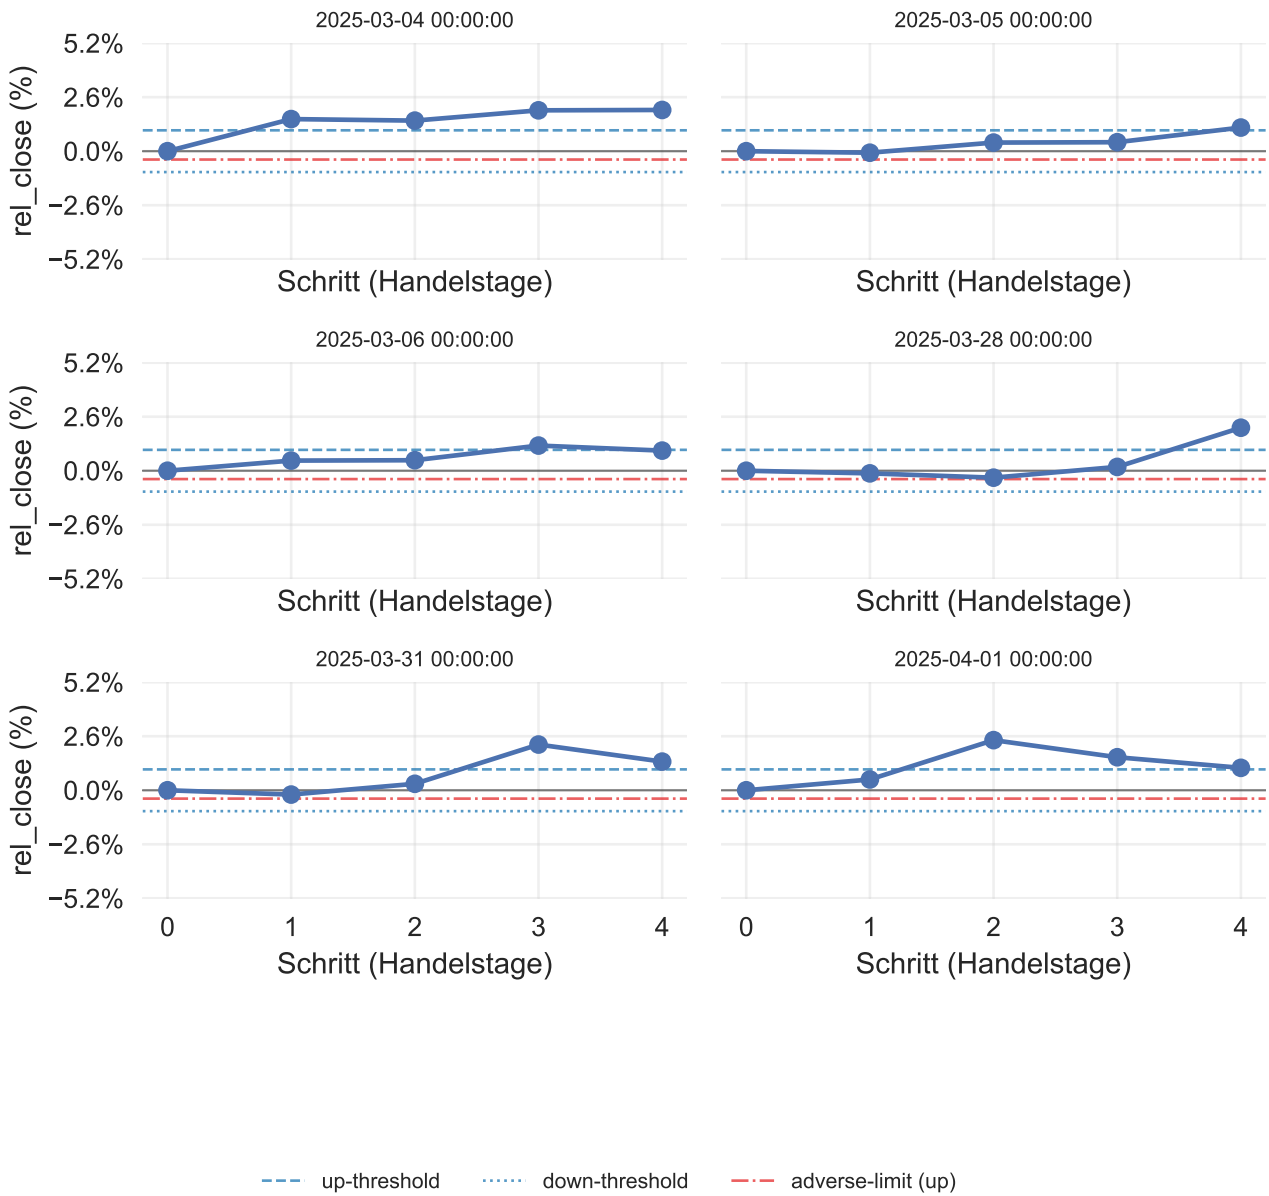 2025-03-04 00:00:00
2025-03-05 00:00:00
rel_close (%)
5.2%
2.6%
0.0%
−2.6%
−5.2%
Schritt (Handelstage)
Schritt (Handelstage)
2025-03-06 00:00:00
2025-03-28 00:00:00
rel_close (%)
5.2%
2.6%
0.0%
−2.6%
−5.2%
Schritt (Handelstage)
Schritt (Handelstage)
2025-03-31 00:00:00
2025-04-01 00:00:00
rel_close (%)
5.2%
2.6%
0.0%
−2.6%
−5.2%
0 1 2 3 4
0 1 2 3 4
Schritt (Handelstage)
Schritt (Handelstage)
up-threshold down-threshold adverse-limit (up)